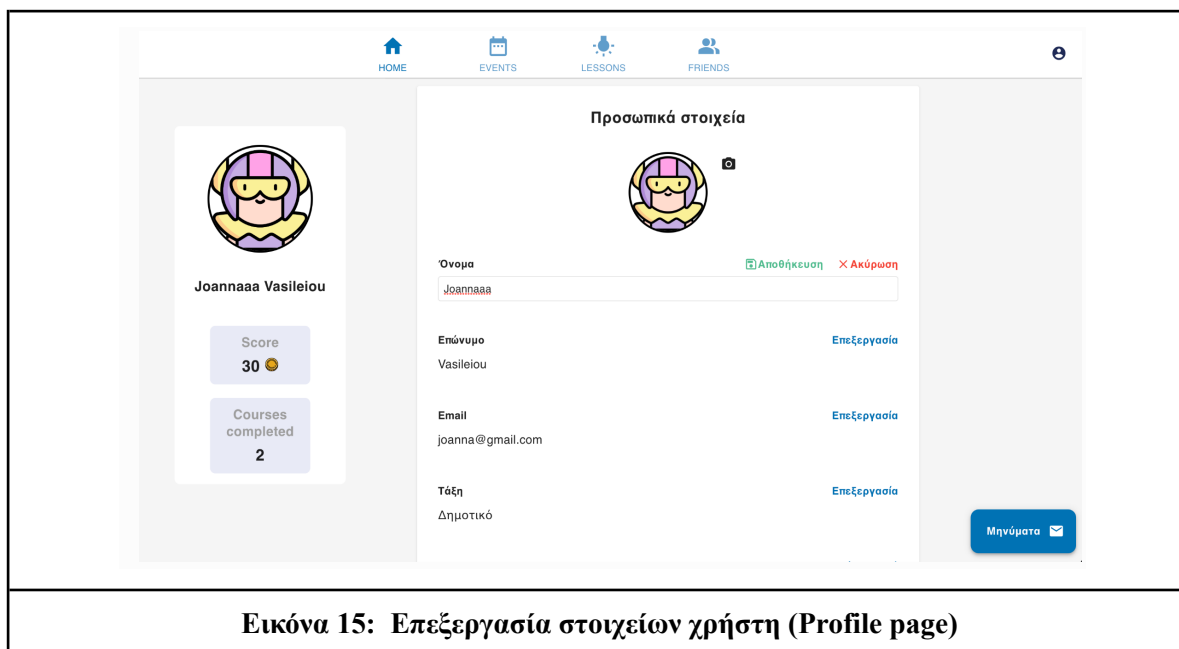 HOME EVENTS LESSONS FRIENDS
Joannaaa Vasileiou
Score
30
Courses
completed
2
Προσωπικά στοιχεία
Όνομα Αποθήκευση Ακύρωση
Joannaaa
Επώνυμο Επεξεργασία
Vasileiou
Email Επεξεργασία
joanna@gmail.com
Τάξη Επεξεργασία
Δημοτικό
Μηνύματα
Εικόνα 15: Επεξεργασία στοιχείων χρήστη (Profile page)